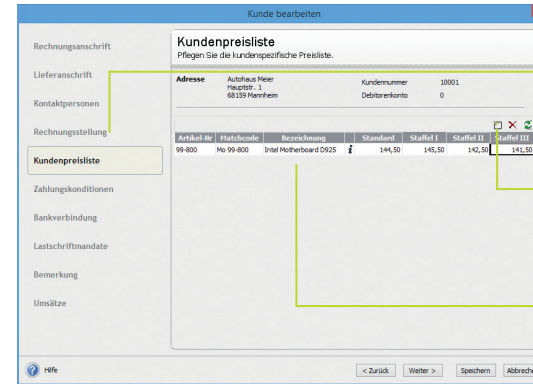 Kunde bearbeiten
Rechnungsanschrift
Lieferanschrift
Kontaktpersonen
Rechnungsstellung
Kundenpreisliste
Zahlungskonditionen
Bankverbindung
Lastschriftmandate
Bemerkung
Umsätze
Kundenpreisliste
Pflegen Sie die kundenspezifische Preisliste.
Adresse Autohaus Meier Kundennummer 10001
Hauptstr. 1 Debitorenkonto 0
68159 Mannheim
Artikel-Nr Matchcode Bezeichnung Standard Staffel I Staffel II Staffel III
99-800 Mo 99-800 Intel Motherboard D925 i 144,50 145,50 142,50 141,50
? Hilfe < Zurück Weiter > Speichern Abbreche